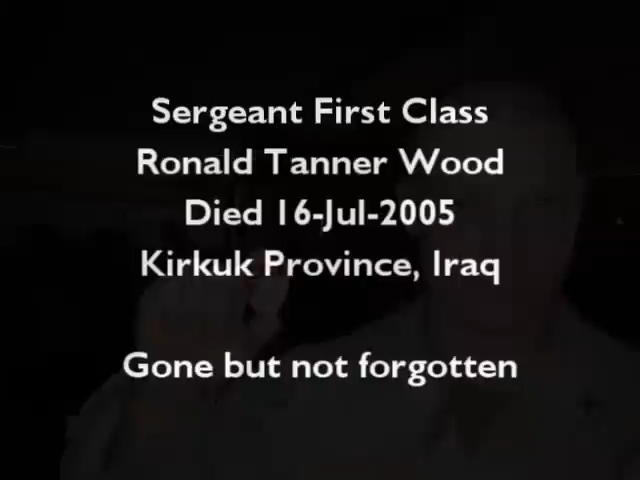 Sergeant First Class
Ronald Tanner Wood
Died 16-Jul-2005
Kirkuk Province, Iraq
Gone but not forgotten